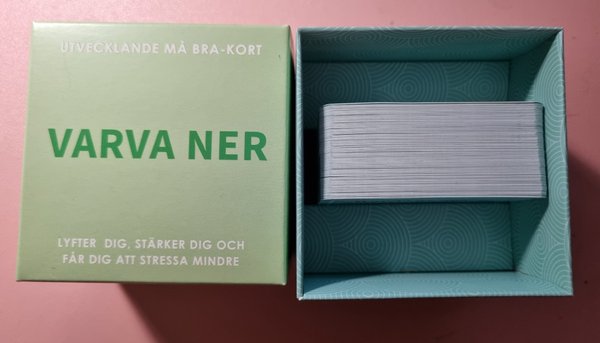 UTVECKLANDE MÅ BRA-KORT
VARVA NER
LYFTER DIG, STÄRKER DIG OCH
FÅR DIG ATT STRESSA MINDRE